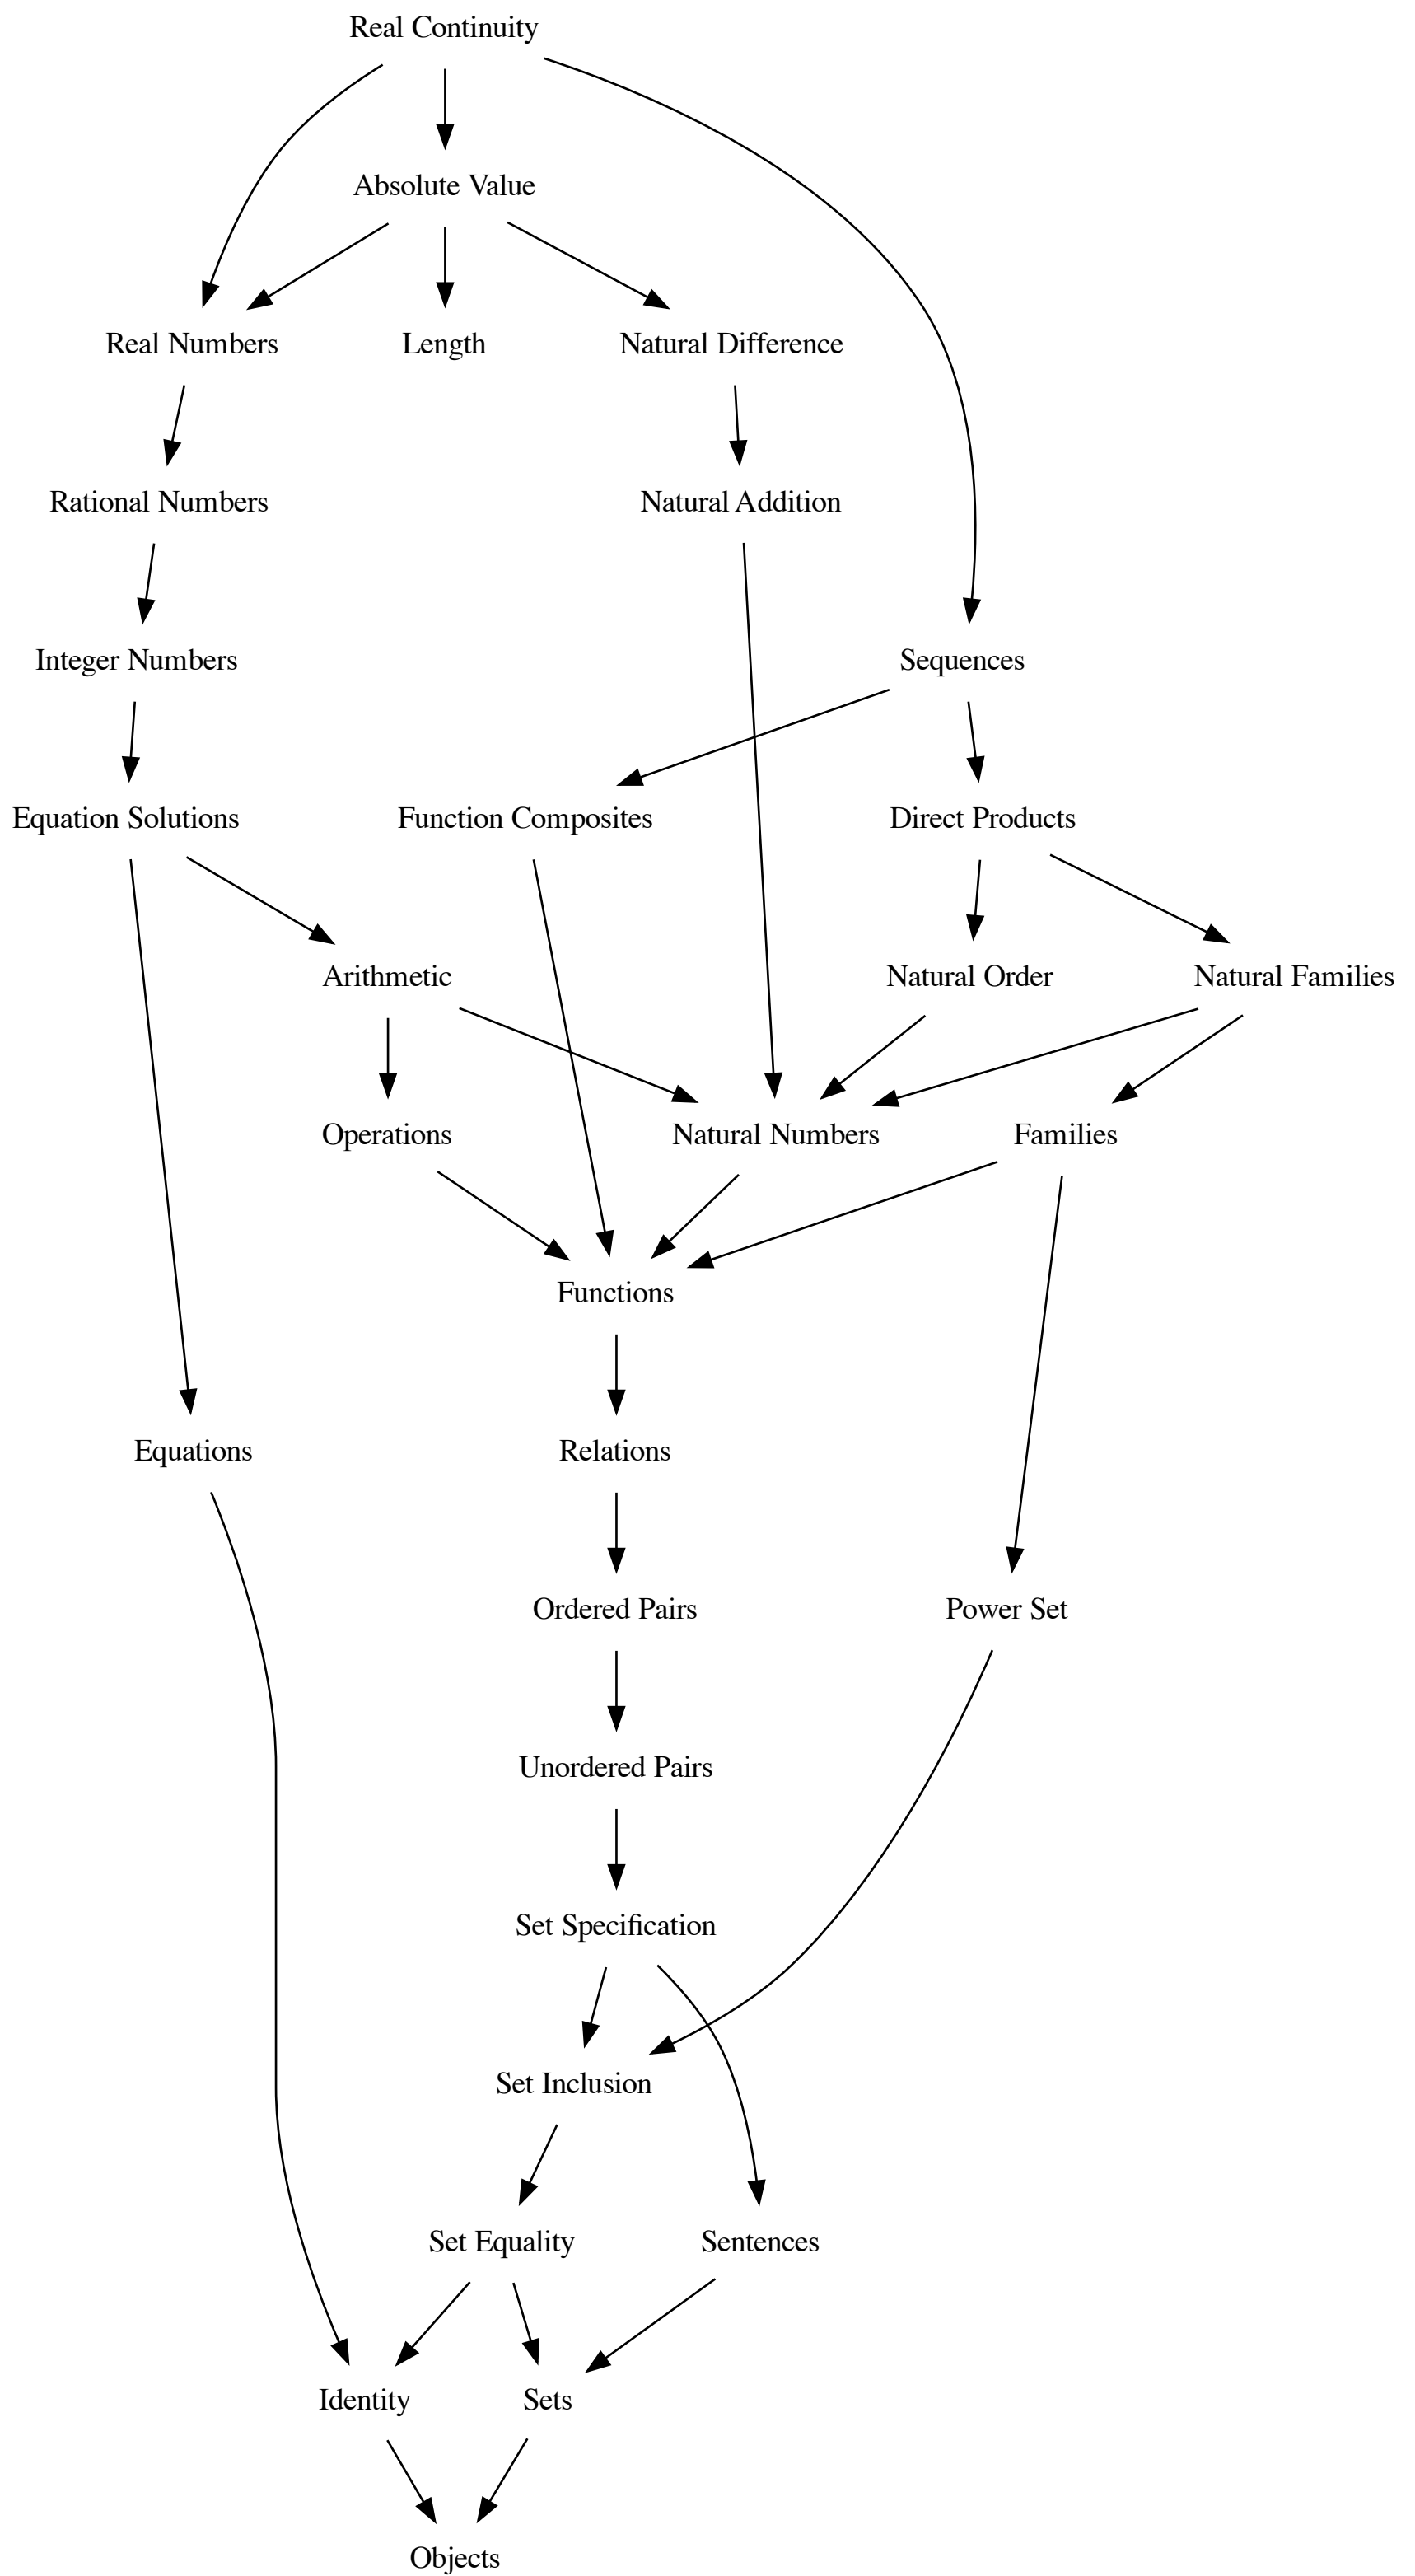 Real Continuity
Absolute Value
Real Numbers
Length
Natural Difference
Rational Numbers
Natural Addition
Integer Numbers
Sequences
Equation Solutions
Function Composites
Direct Products
Arithmetic
Natural Order
Natural Families
Operations
Natural Numbers
Families
Functions
Equations
Relations
Ordered Pairs
Power Set
Unordered Pairs
Set Specification
Set Inclusion
Set Equality
Sentences
Identity
Sets
Objects